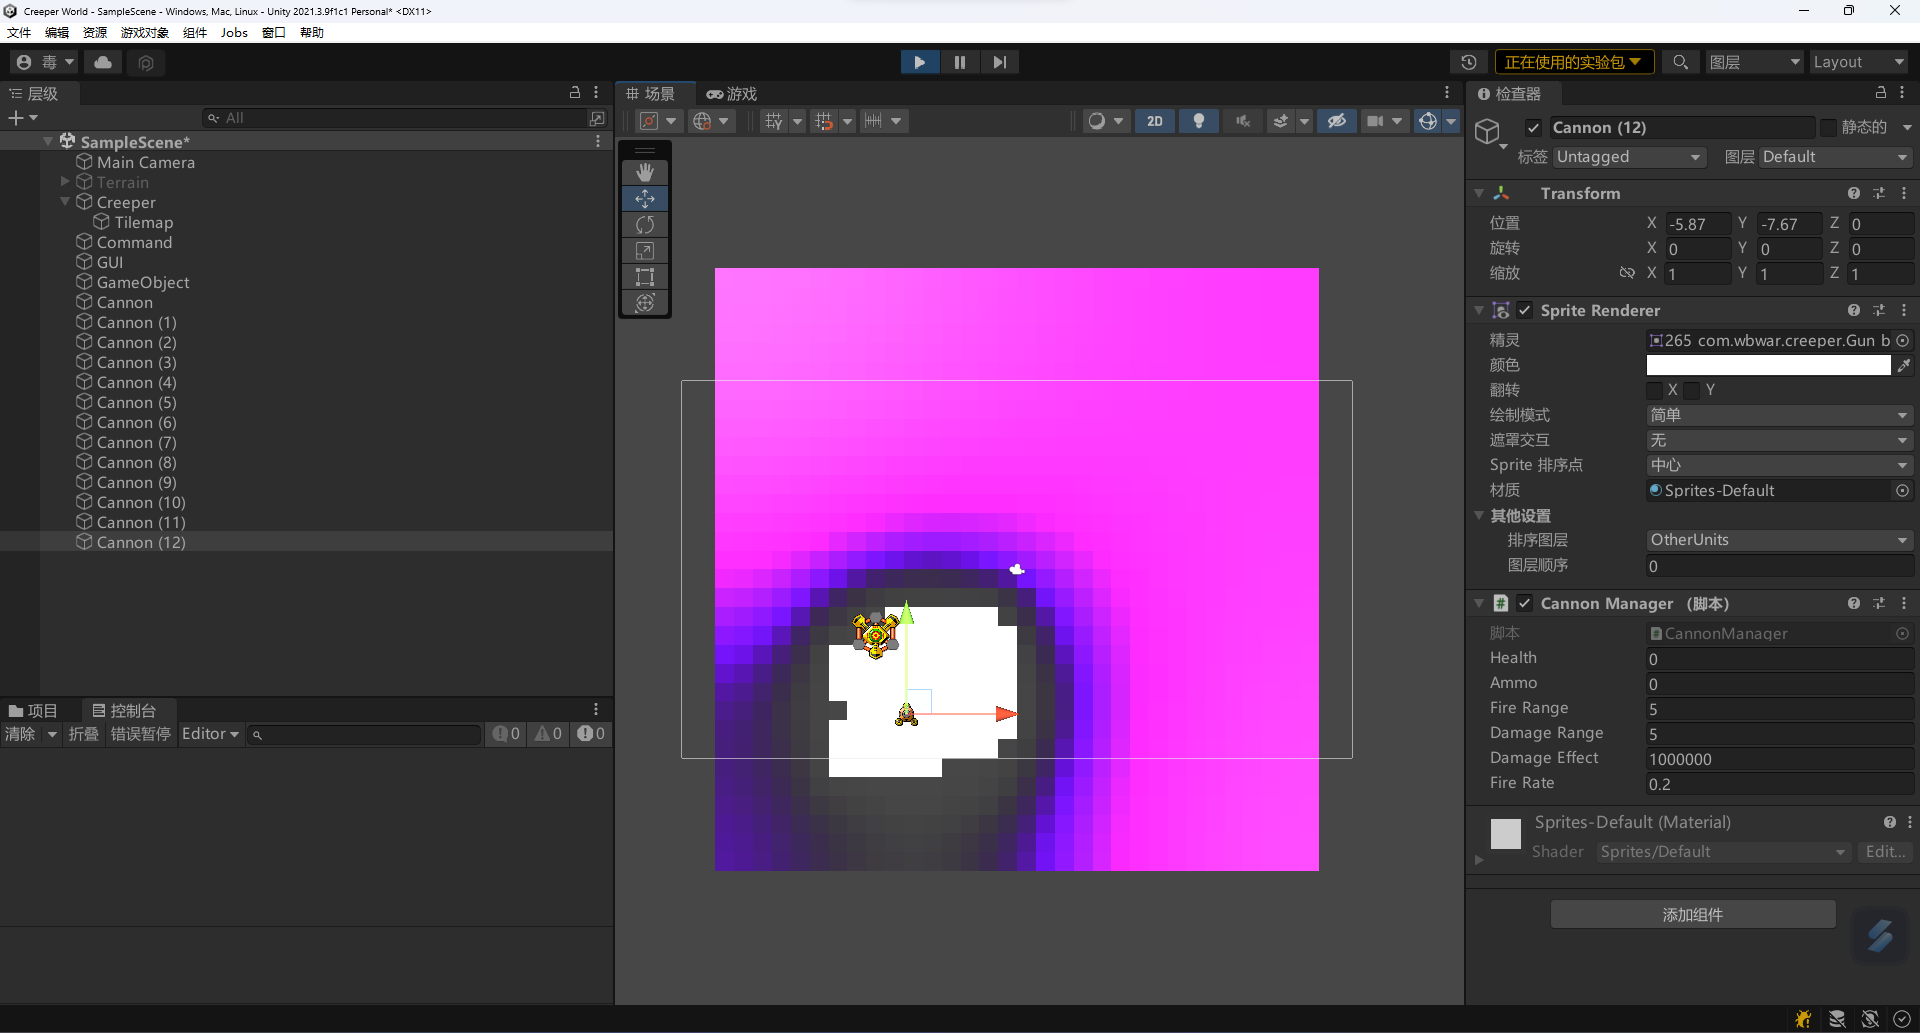 Creeper World - SampleScene - Windows, Mac, Linux - Unity 2021.3.9f1c1 Personal* <DX11>
文件 编辑 资源 游戏对象 组件 Jobs 窗口 帮助
毒 正在使用的实验包 图层 Layout
层级
All
SampleScene*
Main Camera
Terrain
Creeper
Tilemap
Command
GUI
GameObject
Cannon
Cannon (1)
Cannon (2)
Cannon (3)
Cannon (4)
Cannon (5)
Cannon (6)
Cannon (7)
Cannon (8)
Cannon (9)
Cannon (10)
Cannon (11)
Cannon (12)
项目 控制台
清除 折叠 错误暂停 Editor 0 0 0
场景 游戏
2D
检查器
Cannon (12) 静态的
标签 Untagged 图层 Default
Transform
位置 X -5.87 Y -7.67 Z 0
旋转 X 0 Y 0 Z 0
缩放 X 1 Y 1 Z 1
Sprite Renderer
精灵 265_com.wbwar.creeper.Gun_b
颜色
翻转 X Y
绘制模式 简单
遮罩交互 无
Sprite 排序点 中心
材质 Sprites-Default
其他设置
排序图层 OtherUnits
图层顺序 0
Cannon Manager （脚本）
脚本 CannonManager
Health 0
Ammo 0
Fire Range 5
Damage Range 5
Damage Effect 1000000
Fire Rate 0.2
Sprites-Default (Material)
Shader Sprites/Default Edit...
添加组件